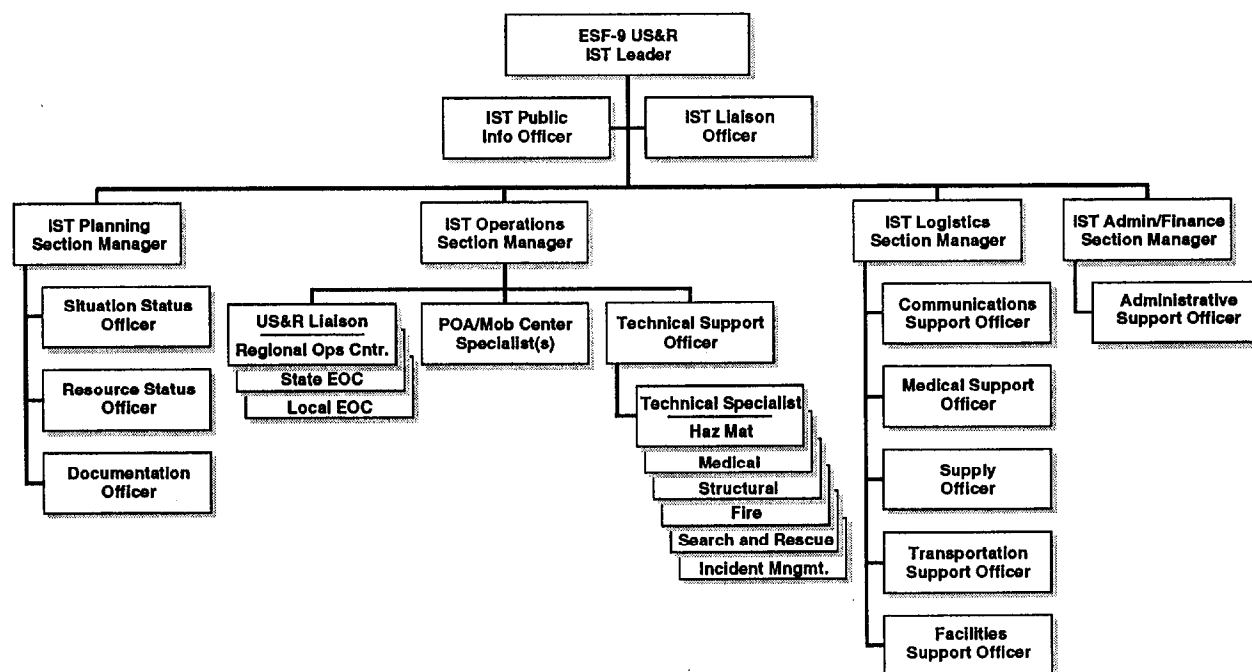 ESF-9 US&R
IST Leader
IST Public
Info Officer
IST Liaison
Officer
IST Planning
Section Manager
IST Operations
Section Manager
IST Logistics
Section Manager
IST Admin/Finance
Section Manager
Situation Status
Officer
Resource Status
Officer
Documentation
Officer
US&R Liaison
Regional Ops Cntr.
State EOC
Local EOC
POA/Mob Center
Specialist(s)
Technical Support
Officer
Technical Specialist
Haz Mat
Medical
Structural
Fire
Search and Rescue
Incident Mngmt.
Communications
Support Officer
Medical Support
Officer
Supply
Officer
Transportation
Support Officer
Facilities
Support Officer
Administrative
Support Officer